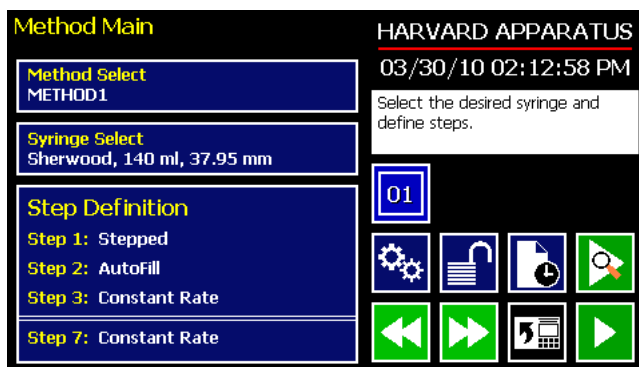 Method Main
Method Select
METHOD1
Syringe Select
Sherwood, 140 ml, 37.95 mm
Step Definition
Step 1: Stepped
Step 2: AutoFill
Step 3: Constant Rate
Step 7: Constant Rate
HARVARD APPARATUS
03/30/10 02:12:58 PM
Select the desired syringe and
define steps.
01